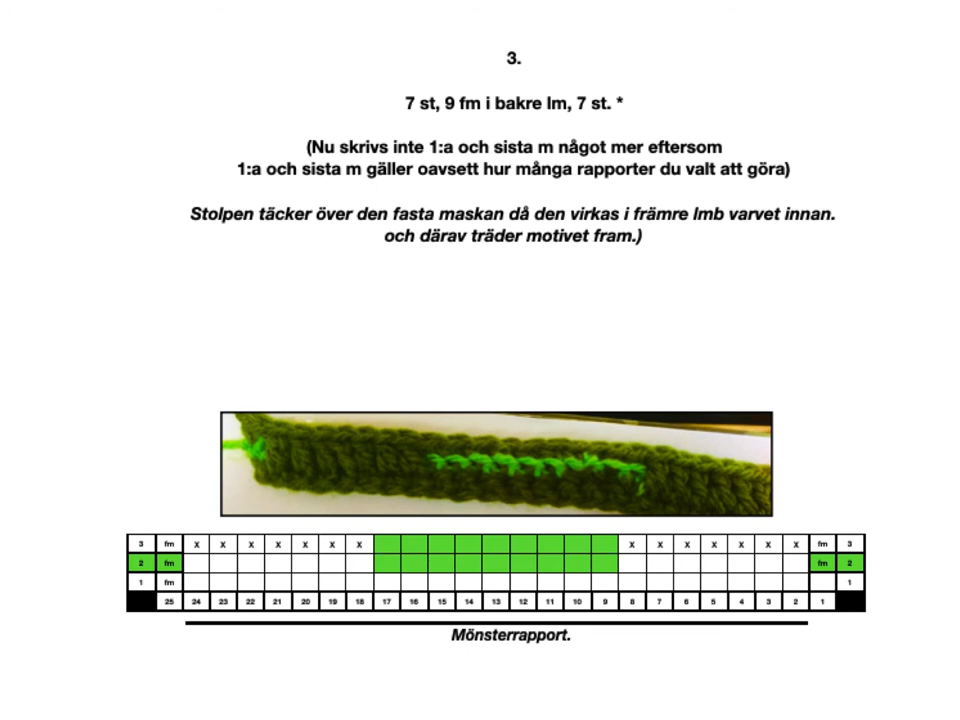 3.
7 st, 9 fm i bakre lm, 7 st. *
(Nu skrivs inte 1:a och sista m något mer eftersom
1:a och sista m gäller oavsett hur många rapporter du valt att göra)
Stolpen täcker över den fasta maskan då den virkas i främre lmb varvet innan.
och därav träder motivet fram.)
3 fm x x x x x x x x x x x x x x fm 3
2 fm fm 2
1 fm 1
25 24 23 22 21 20 19 18 17 16 15 14 13 12 11 10 9 8 7 6 5 4 3 2 1
Mönsterrapport.